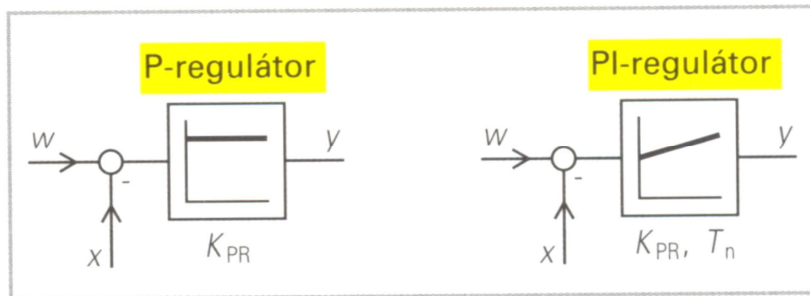 P-regulátor
PI-regulátor
w
-
x
y
K_PR
w
-
x
y
K_PR, T_n